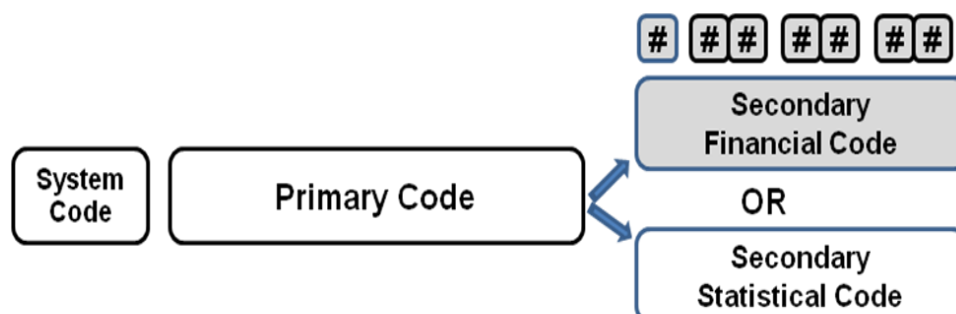 # ## ## ##
Secondary
Financial Code
System
Code
Primary Code
OR
Secondary
Statistical Code